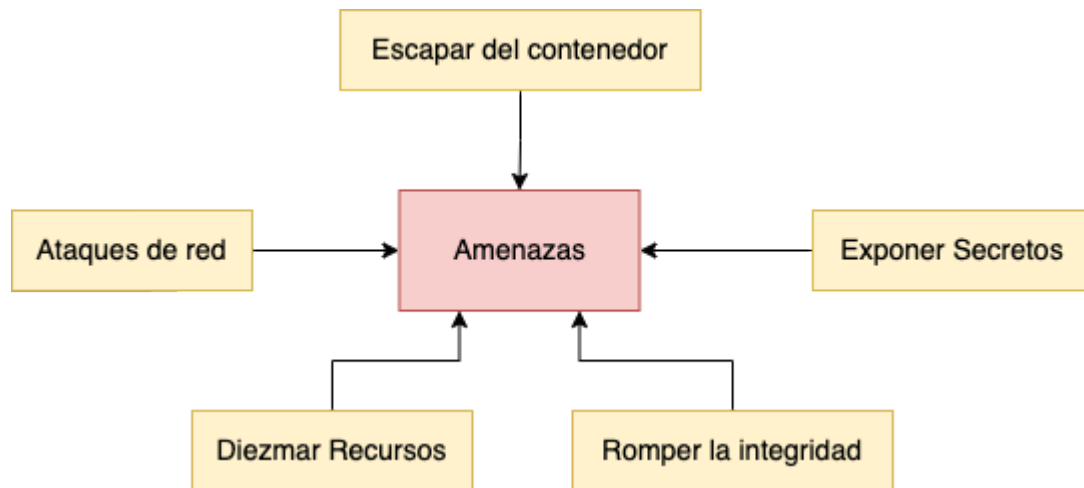 Escapar del contenedor
Ataques de red
Amenazas
Exponer Secretos
Diezmar Recursos
Romper la integridad